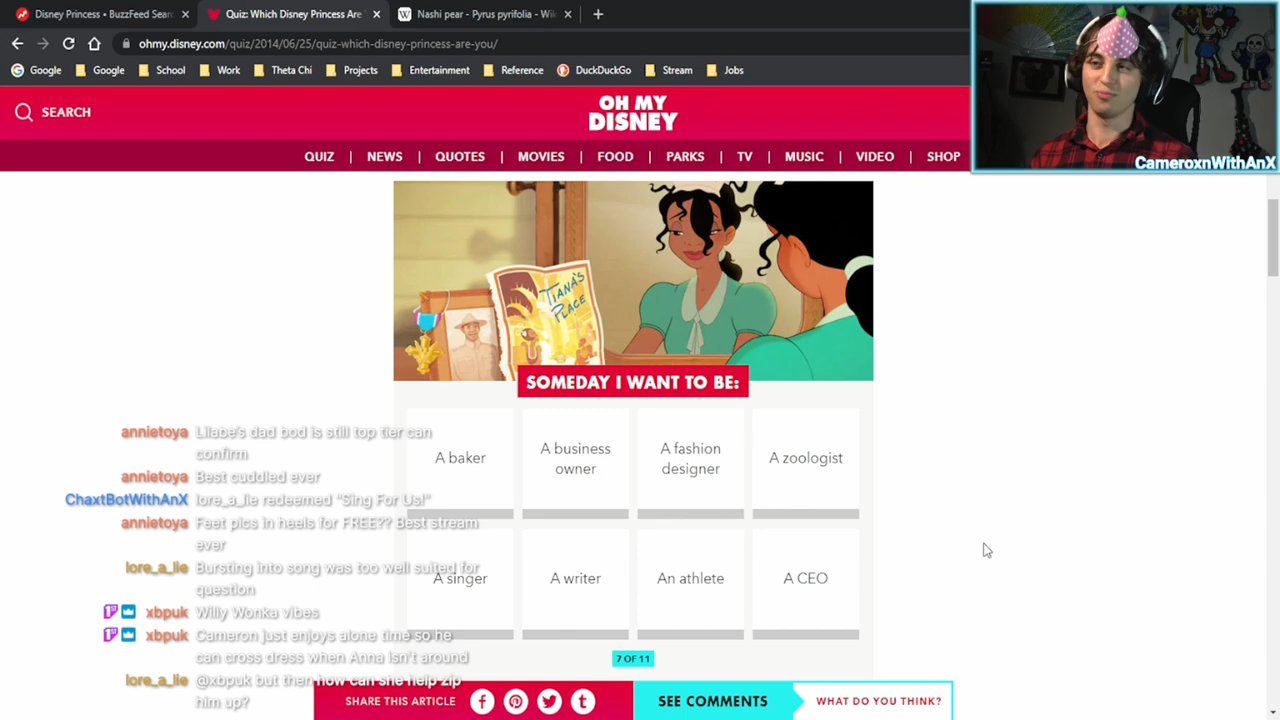 Disney Princess • BuzzFeed Sear
Quiz: Which Disney Princess Are
Nashi pear - Pyrus pyrifolia - Wik
ohmy.disney.com/quiz/2014/06/25/quiz-which-disney-princess-are-you/
Google
Google
School
Work
Theta Chi
Projects
Entertainment
Reference
DuckDuckGo
Stream
Jobs
SEARCH
OH MY
DISNEY
QUIZ | NEWS | QUOTES | MOVIES | FOOD | PARKS | TV | MUSIC | VIDEO | SHOP
CameroxnWithAnX
TIANA'S
PLACE
SOMEDAY I WANT TO BE:
A baker
A business
owner
A fashion
designer
A zoologist
A singer
A writer
An athlete
A CEO
7 OF 11
annietoya Lilabe's dad bod is still top tier can
confirm
annietoya Best cuddled ever
ChaxtBotWithAnX lore_a_lie redeemed "Sing For Us!"
annietoya Feet pics in heels for FREE?? Best stream
ever
lore_a_lie Bursting into song was too well suited for
question
xbpuk Willy Wonka vibes
xbpuk Cameron just enjoys alone time so he
can cross dress when Anna isn't around
lore_a_lie @xbpuk but then how can she help zip
him up?
SHARE THIS ARTICLE
SEE COMMENTS
WHAT DO YOU THINK?